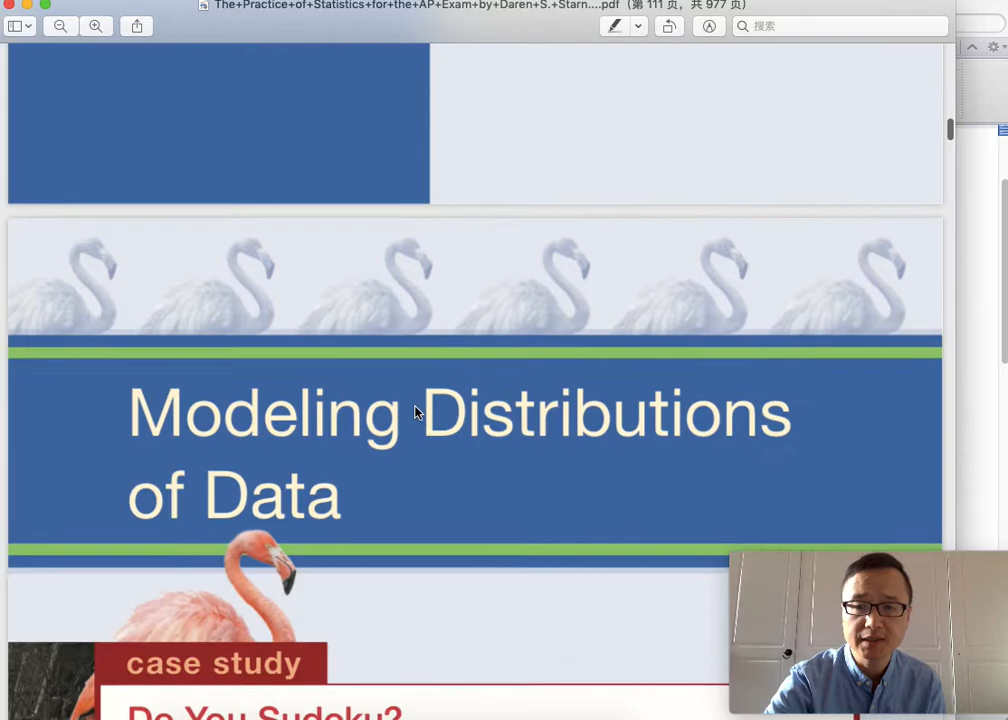 The+Practice+of+Statistics+for+the+AP+Exam+by+Daren+S.+Starn....pdf（第 111 页，共 977 页）
搜索
Modeling Distributions
of Data
case study
Do You Sudoku?